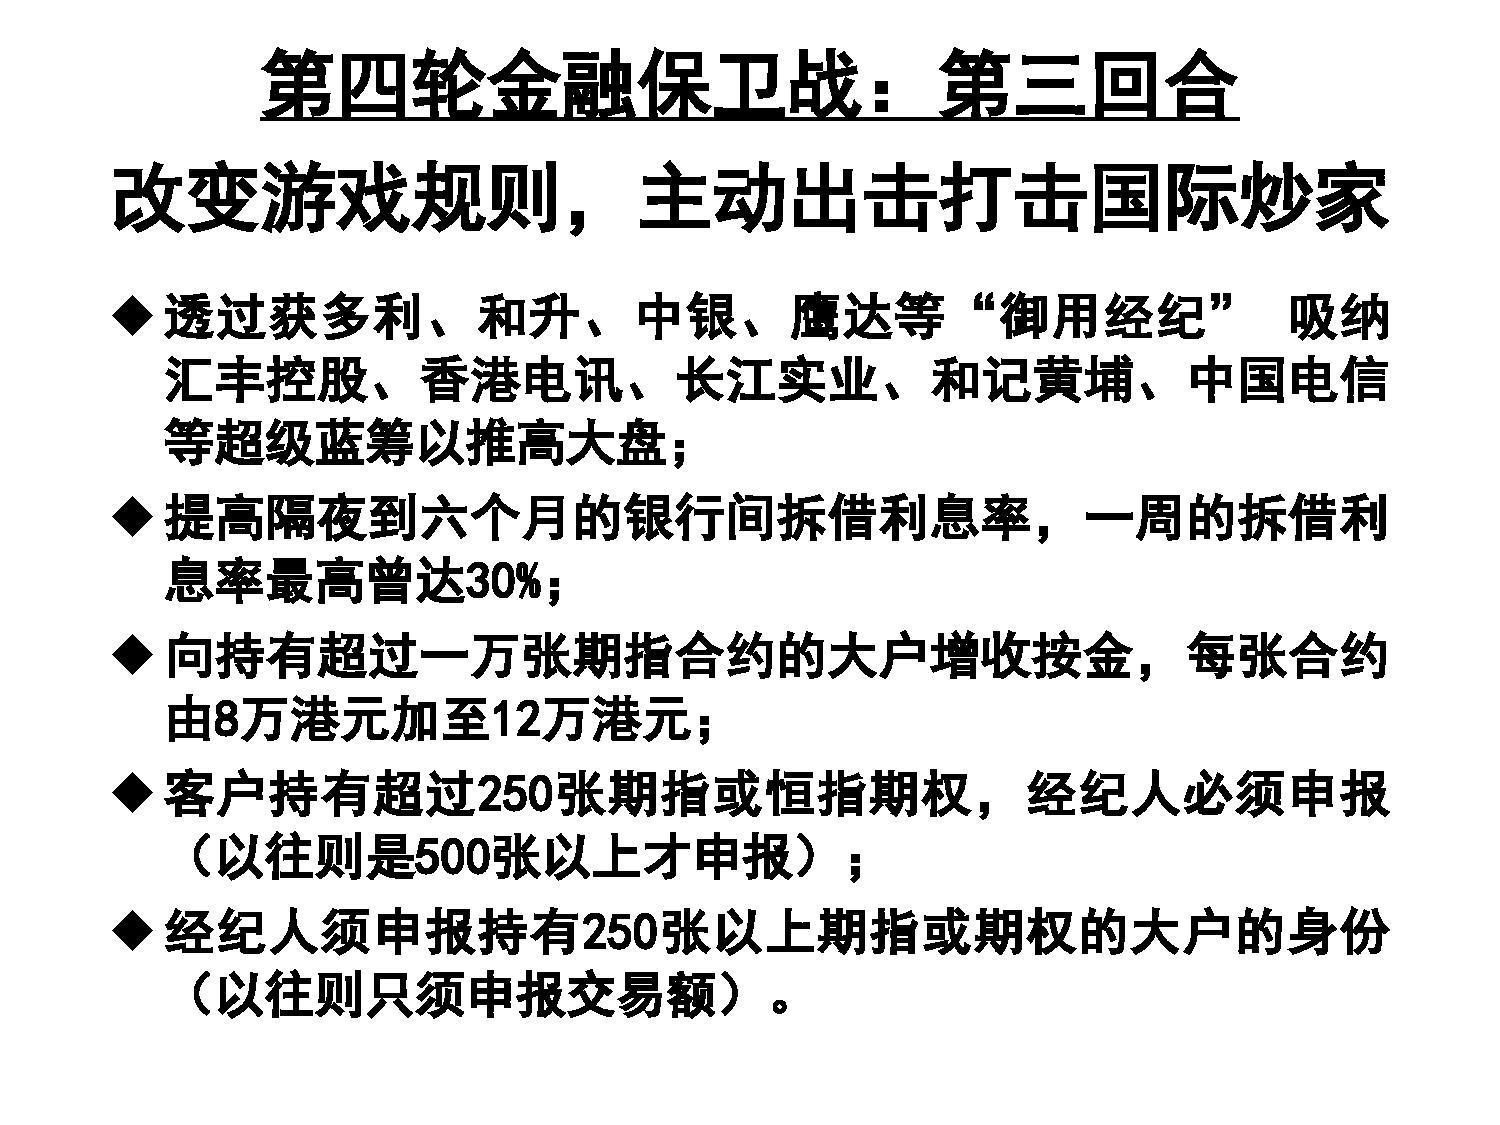 第四轮金融保卫战：第三回合
改变游戏规则，主动出击打击国际炒家
◆透过获多利、和升、中银、鹰达等“御用经纪” 吸纳
汇丰控股、香港电讯、长江实业、和记黄埔、中国电信
等超级蓝筹以推高大盘；
◆提高隔夜到六个月的银行间拆借利息率，一周的拆借利
息率最高曾达30%；
◆向持有超过一万张期指合约的大户增收按金，每张合约
由8万港元加至12万港元；
◆客户持有超过250张期指或恒指期权，经纪人必须申报
（以往则是500张以上才申报）；
◆经纪人须申报持有250张以上期指或期权的大户的身份
（以往则只须申报交易额）。